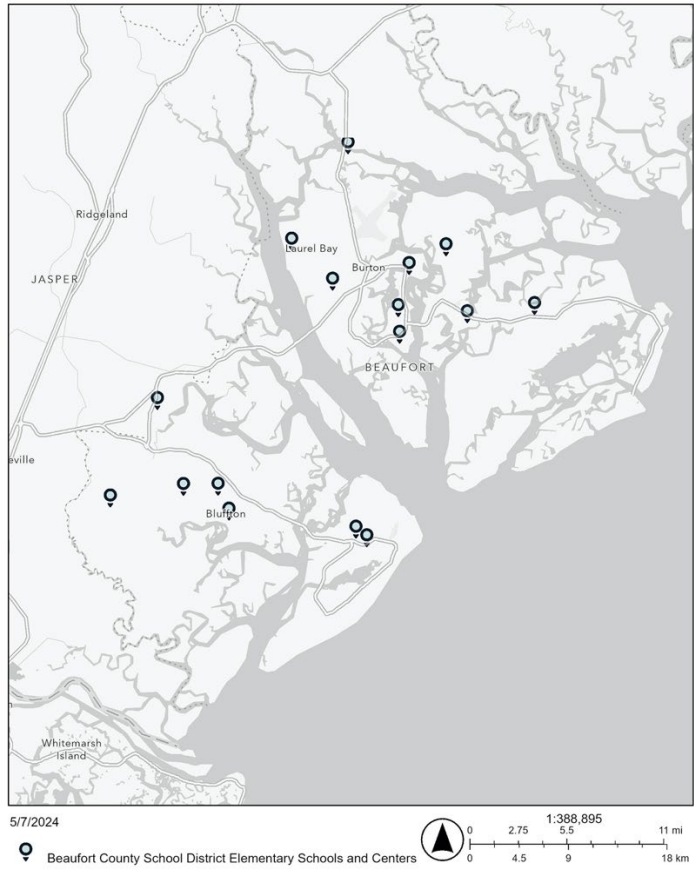 Ridgeland
Laurel Bay
Burton
JASPER
BEAUFORT
eville
Bluffton
Whitemarsh
Island
5/7/2024
1:388,895
0 2.75 5.5 11 mi
0 4.5 9 18 km
Beaufort County School District Elementary Schools and Centers